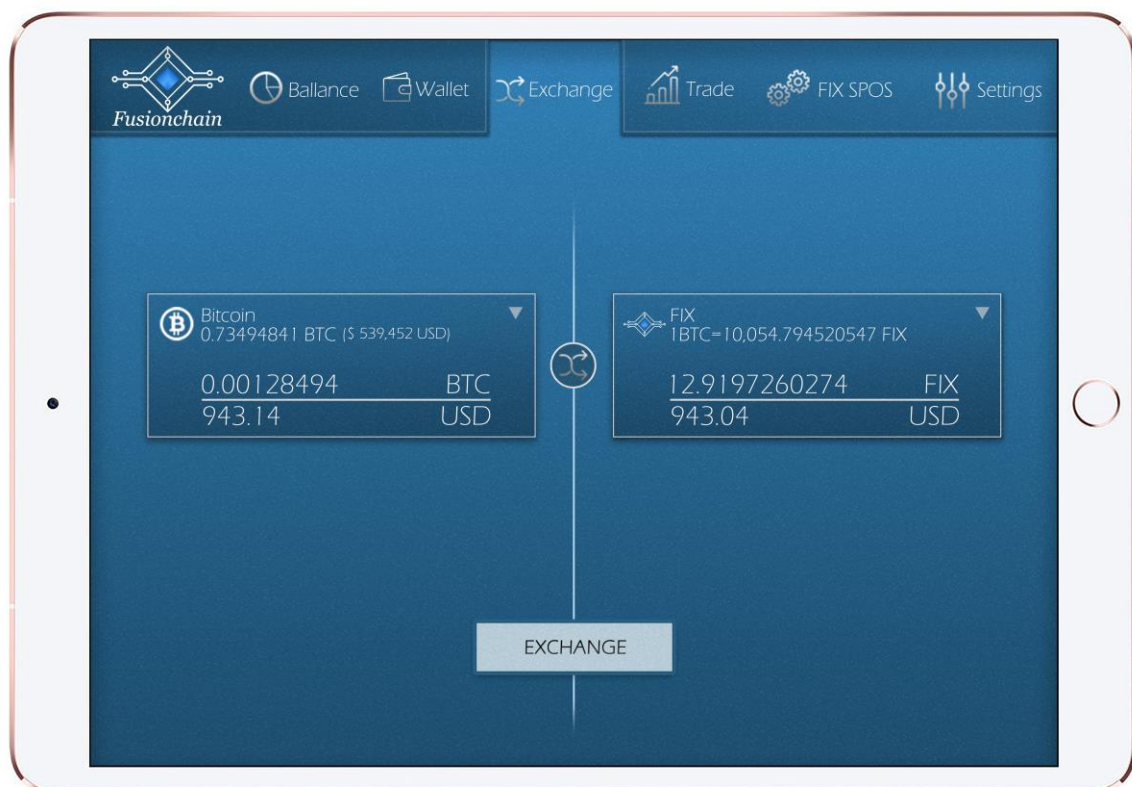 Fusionchain
Ballance
Wallet
Exchange
Trade
FIX SPOS
Settings
Bitcoin
0.73494841 BTC ($ 539,452 USD)
0.00128494 BTC
943.14 USD
FIX
1BTC=10,054.794520547 FIX
12.9197260274 FIX
943.04 USD
EXCHANGE